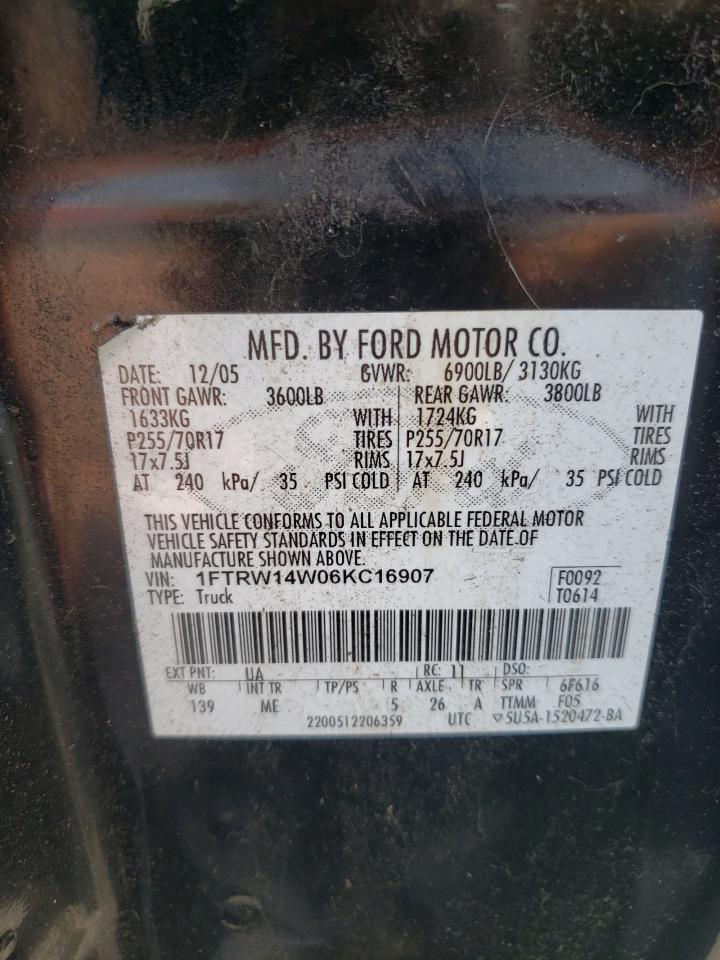 MFD. BY FORD MOTOR CO.
DATE: 12/05 GVWR: 6900LB/ 3130KG
FRONT GAWR: 3600LB REAR GAWR: 3800LB
1633KG WITH 1724KG WITH
P255/70R17 TIRES P255/70R17 TIRES
17x7.5J RIMS 17x7.5J RIMS
AT 240 kPa/ 35 PSI COLD AT 240 kPa/ 35 PSI COLD
THIS VEHICLE CONFORMS TO ALL APPLICABLE FEDERAL MOTOR
VEHICLE SAFETY STANDARDS IN EFFECT ON THE DATE OF
MANUFACTURE SHOWN ABOVE.
VIN: 1FTRW14W06KC16907 F0092
TYPE: Truck T0614
EXT PNT: UA RC: 11 DSO:
WB INT TR TP/PS R AXLE TR SPR 6F616
139 ME 5 26 A TTMM F05
2200512206359 UTC ▽5U5A-1520472-BA